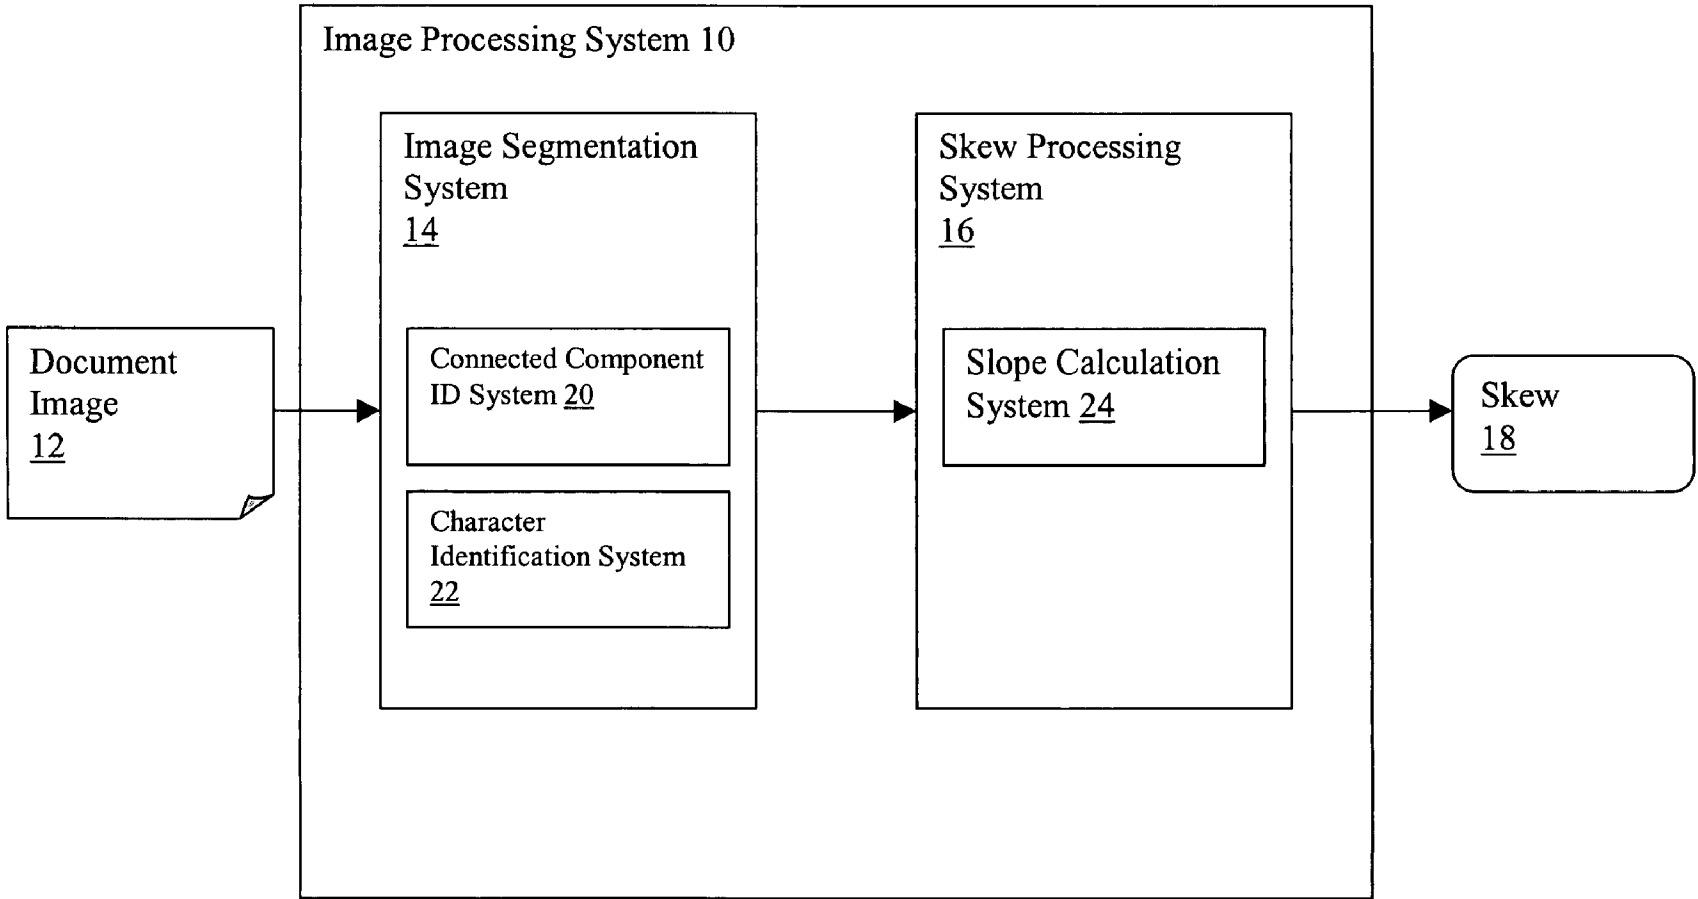 Image Processing System 10
Image Segmentation
System
14
Skew Processing
System
16
Document
Image
12
Connected Component
ID System 20
Character
Identification System
22
Slope Calculation
System 24
Skew
18